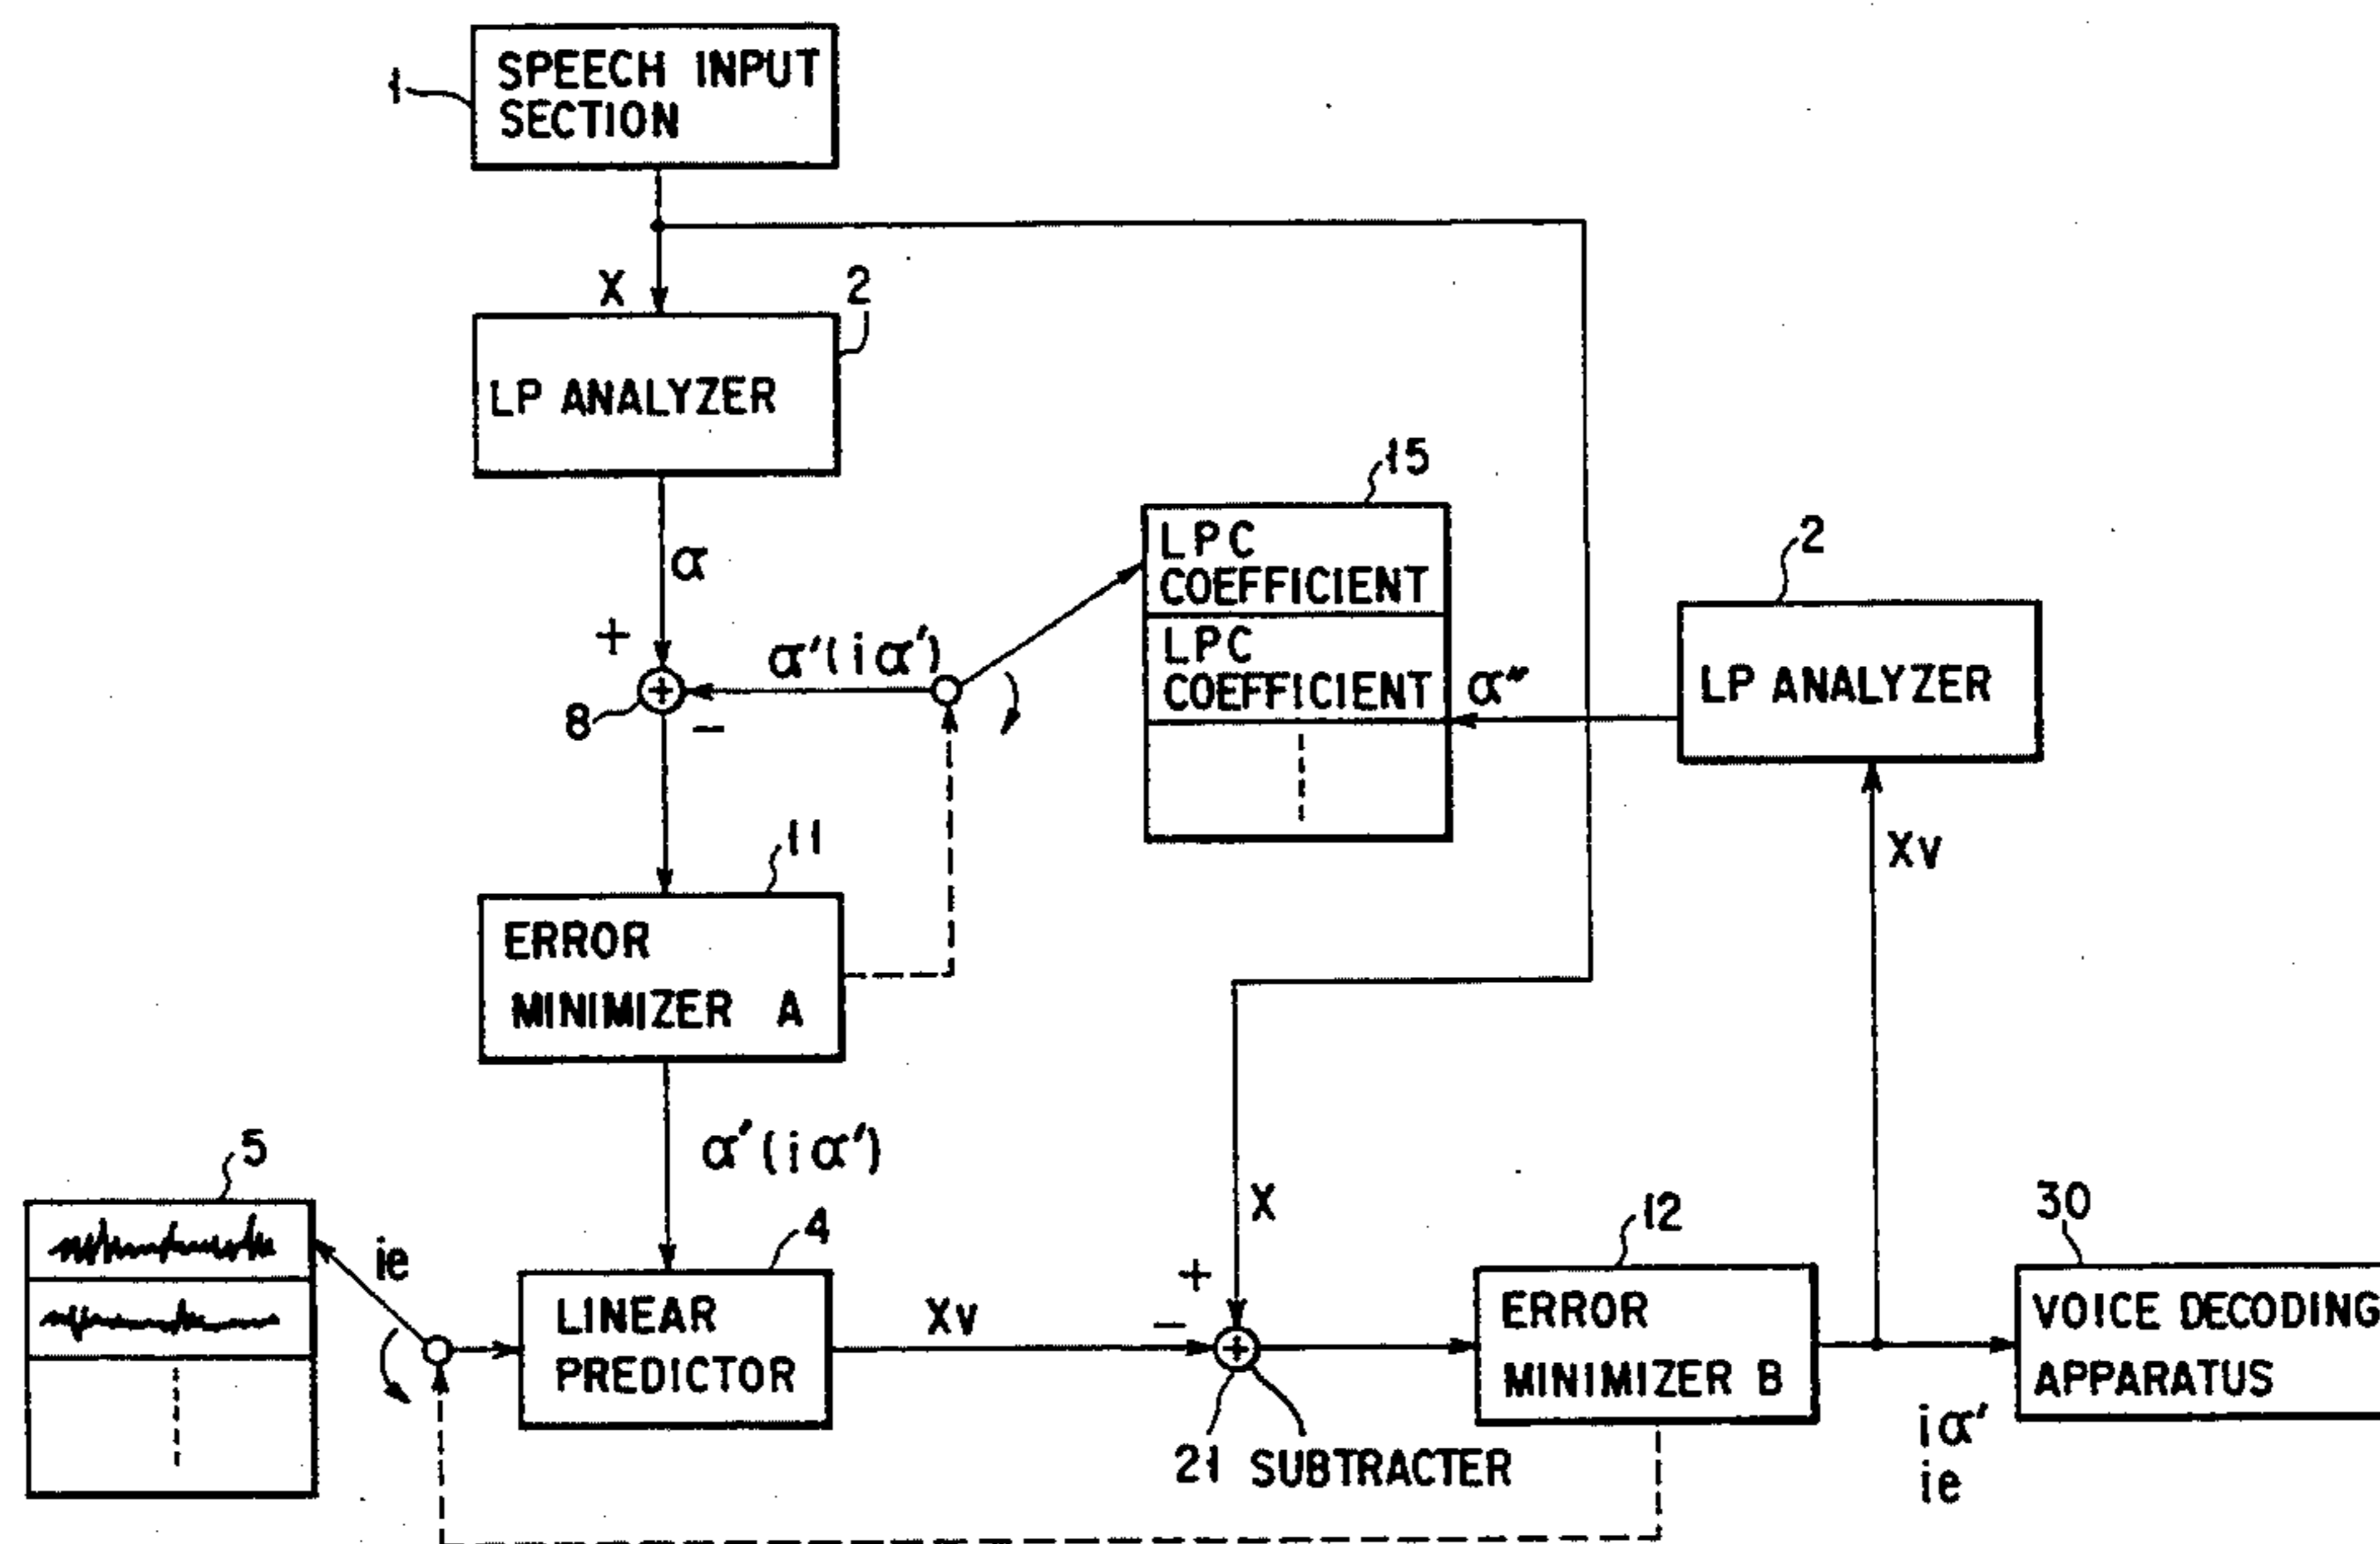 1
SPEECH INPUT
SECTION
X
2
LP ANALYZER
α
15
LPC
COEFFICIENT
LPC
COEFFICIENT
2
LP ANALYZER
+
α'(iα')
α"
8
−
11
ERROR
MINIMIZER A
Xv
α'(iα')
5
ie
4
LINEAR
PREDICTOR
Xv
X
+
−
21 SUBTRACTER
12
ERROR
MINIMIZER B
30
VOICE DECODING
APPARATUS
iα'
ie